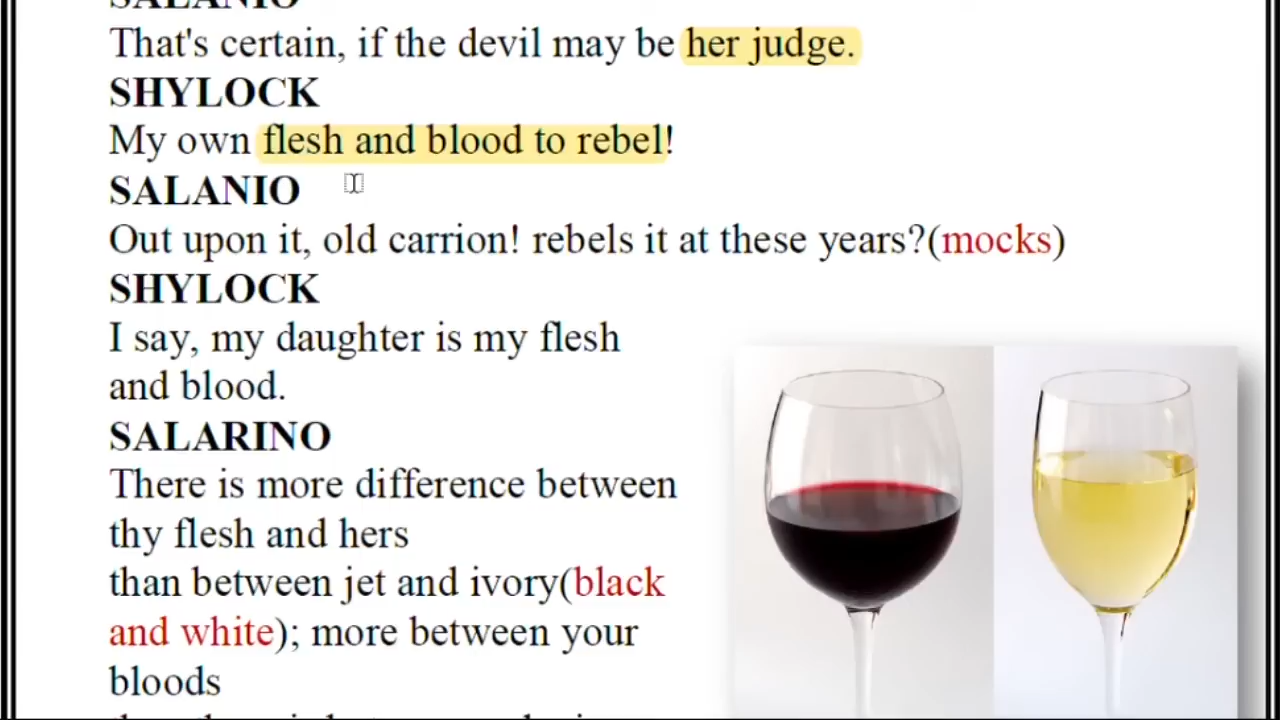 SALANIO
That's certain, if the devil may be her judge.
SHYLOCK
My own flesh and blood to rebel!
SALANIO
Out upon it, old carrion! rebels it at these years?(mocks)
SHYLOCK
I say, my daughter is my flesh
and blood.
SALARINO
There is more difference between
thy flesh and hers
than between jet and ivory(black
and white); more between your
bloods